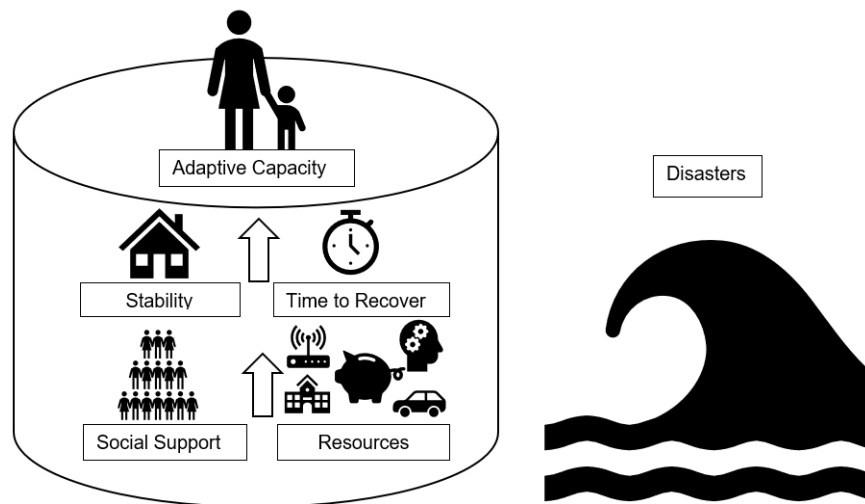 Adaptive Capacity
Disasters
Stability
Time to Recover
Social Support
Resources